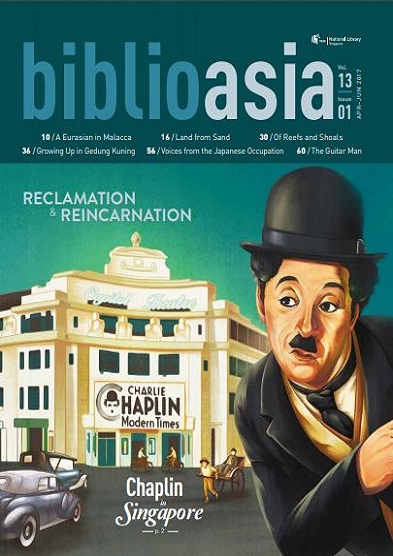 National Library
Singapore
biblioasia
Vol.
13
Issue
01
APR–JUN 2017
10 / A Eurasian in Malacca
16 / Land from Sand
30 / Of Reefs and Shoals
36 / Growing Up in Gedung Kuning
56 / Voices from the Japanese Occupation
60 / The Guitar Man
RECLAMATION
& REINCARNATION
Capitol Theatre
CHARLIE
CHAPLIN
Modern Times
Chaplin
in
Singapore
p. 2